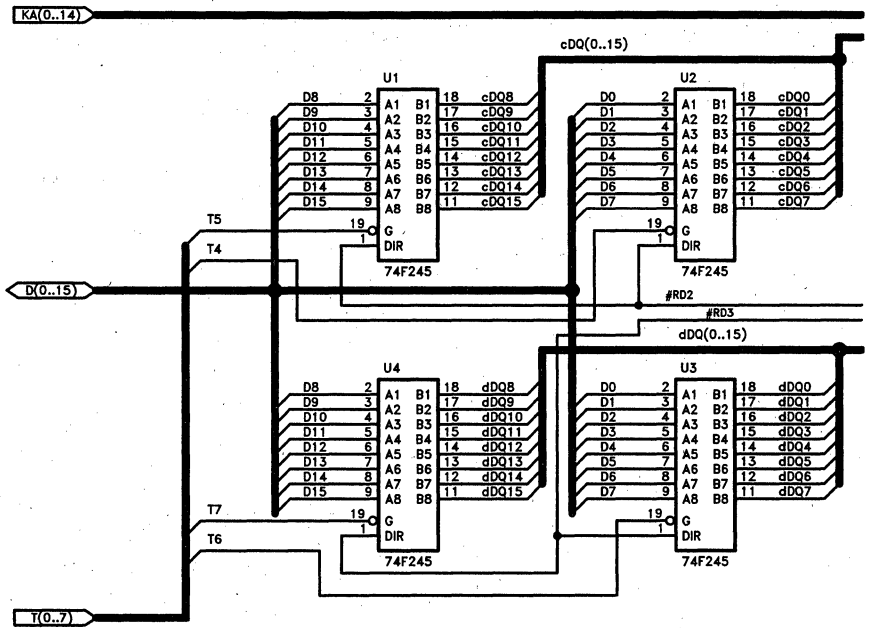 KA(0..14)
cDQ(0..15)
U1
D8 2 A1 B1 18 cDQ8
D9 3 A2 B2 17 cDQ9
D10 4 A3 B3 16 cDQ10
D11 5 A4 B4 15 cDQ11
D12 6 A5 B5 14 cDQ12
D13 7 A6 B6 13 cDQ13
D14 8 A7 B7 12 cDQ14
D15 9 A8 B8 11 cDQ15
T5 19 G
T4 1 DIR
74F245
U2
D0 2 A1 B1 18 cDQ0
D1 3 A2 B2 17 cDQ1
D2 4 A3 B3 16 cDQ2
D3 5 A4 B4 15 cDQ3
D4 6 A5 B5 14 cDQ4
D5 7 A6 B6 13 cDQ5
D6 8 A7 B7 12 cDQ6
D7 9 A8 B8 11 cDQ7
19 G
1 DIR
74F245
D(0..15)
#RD2
#RD3
dDQ(0..15)
U4
D8 2 A1 B1 18 dDQ8
D9 3 A2 B2 17 dDQ9
D10 4 A3 B3 16 dDQ10
D11 5 A4 B4 15 dDQ11
D12 6 A5 B5 14 dDQ12
D13 7 A6 B6 13 dDQ13
D14 8 A7 B7 12 dDQ14
D15 9 A8 B8 11 dDQ15
T7 19 G
T6 1 DIR
74F245
U3
D0 2 A1 B1 18 dDQ0
D1 3 A2 B2 17 dDQ1
D2 4 A3 B3 16 dDQ2
D3 5 A4 B4 15 dDQ3
D4 6 A5 B5 14 dDQ4
D5 7 A6 B6 13 dDQ5
D6 8 A7 B7 12 dDQ6
D7 9 A8 B8 11 dDQ7
19 G
1 DIR
74F245
T(0..7)